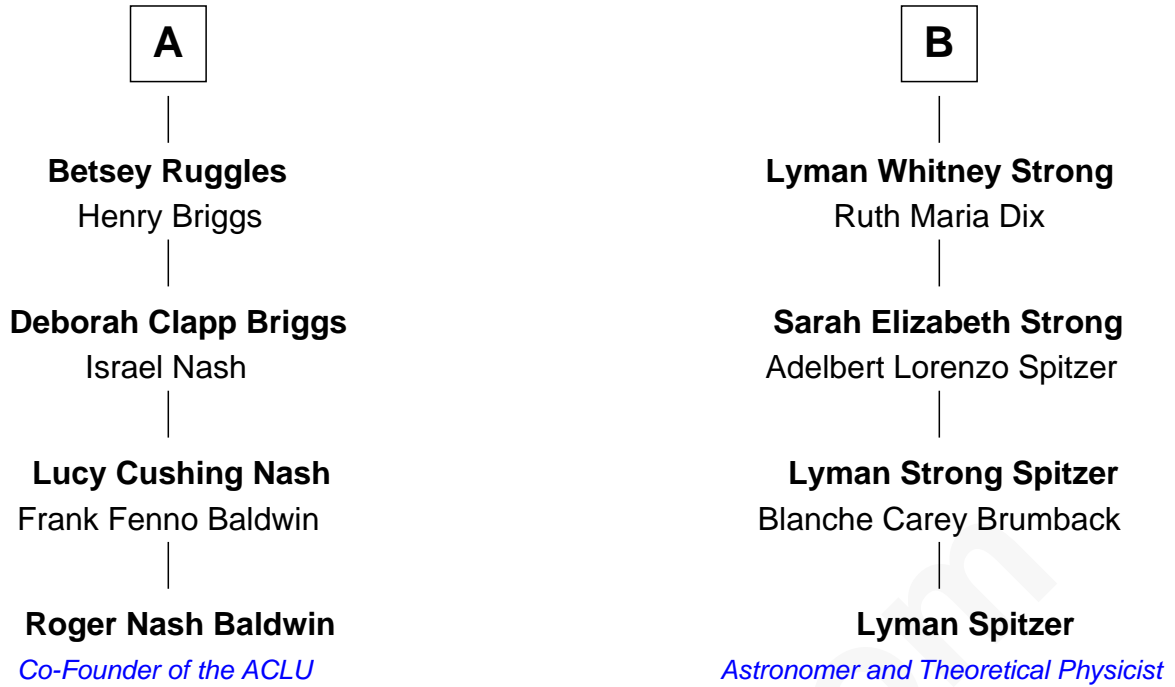 A
Betsey Ruggles
Henry Briggs
Deborah Clapp Briggs
Israel Nash
Lucy Cushing Nash
Frank Fenno Baldwin
Roger Nash Baldwin
Co-Founder of the ACLU
B
Lyman Whitney Strong
Ruth Maria Dix
Sarah Elizabeth Strong
Adelbert Lorenzo Spitzer
Lyman Strong Spitzer
Blanche Carey Brumback
Lyman Spitzer
Astronomer and Theoretical Physicist